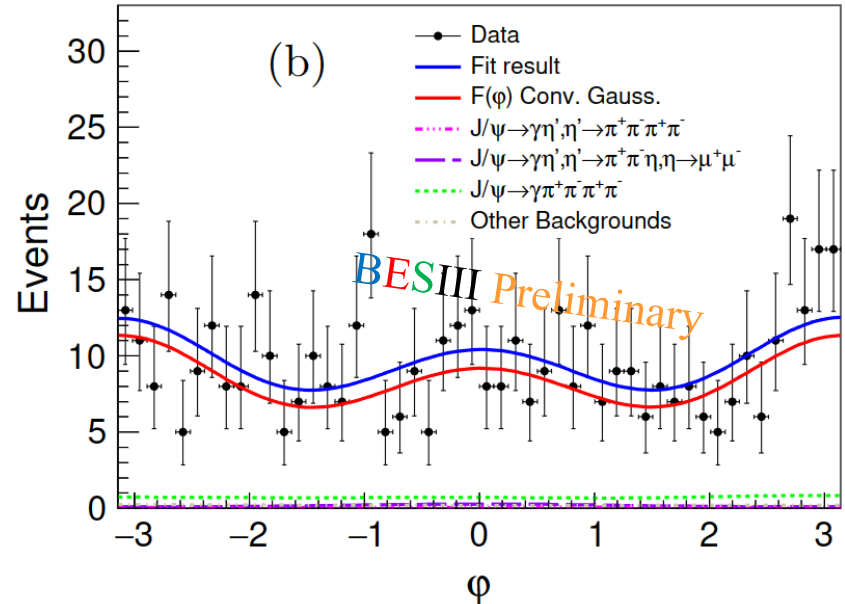 (b)
Data
Fit result
F(φ) Conv. Gauss.
J/ψ→γη',η'→π⁺π⁻π⁺π⁻
J/ψ→γη',η'→π⁺π⁻η,η→μ⁺μ⁻
J/ψ→γπ⁺π⁻π⁺π⁻
Other Backgrounds
BESIII Preliminary
Events
30
25
20
15
10
5
0
−3 −2 −1 0 1 2 3
φ